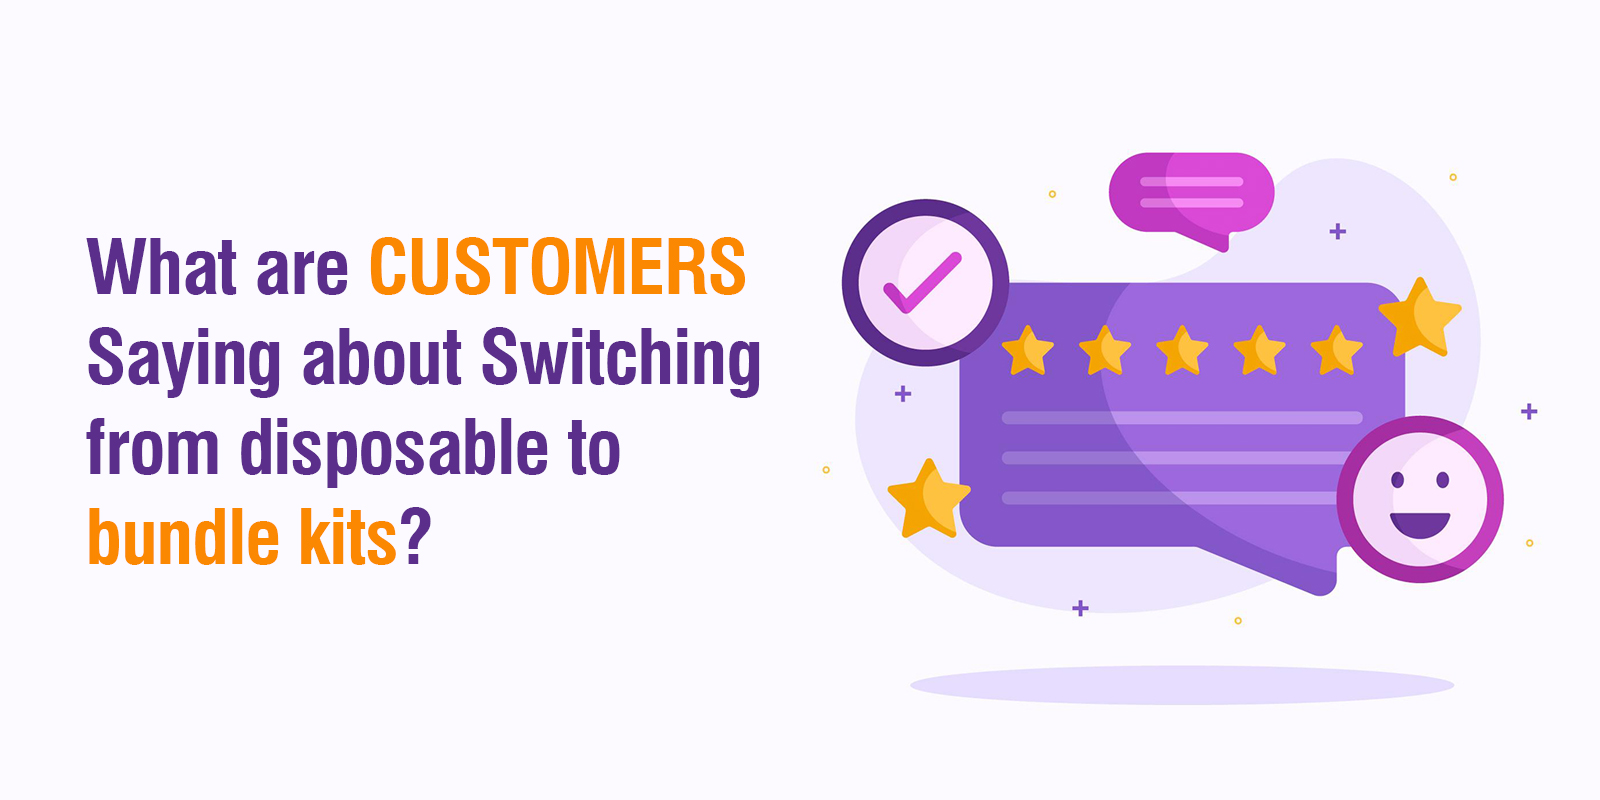 What are CUSTOMERS
Saying about Switching
from disposable to
bundle kits?